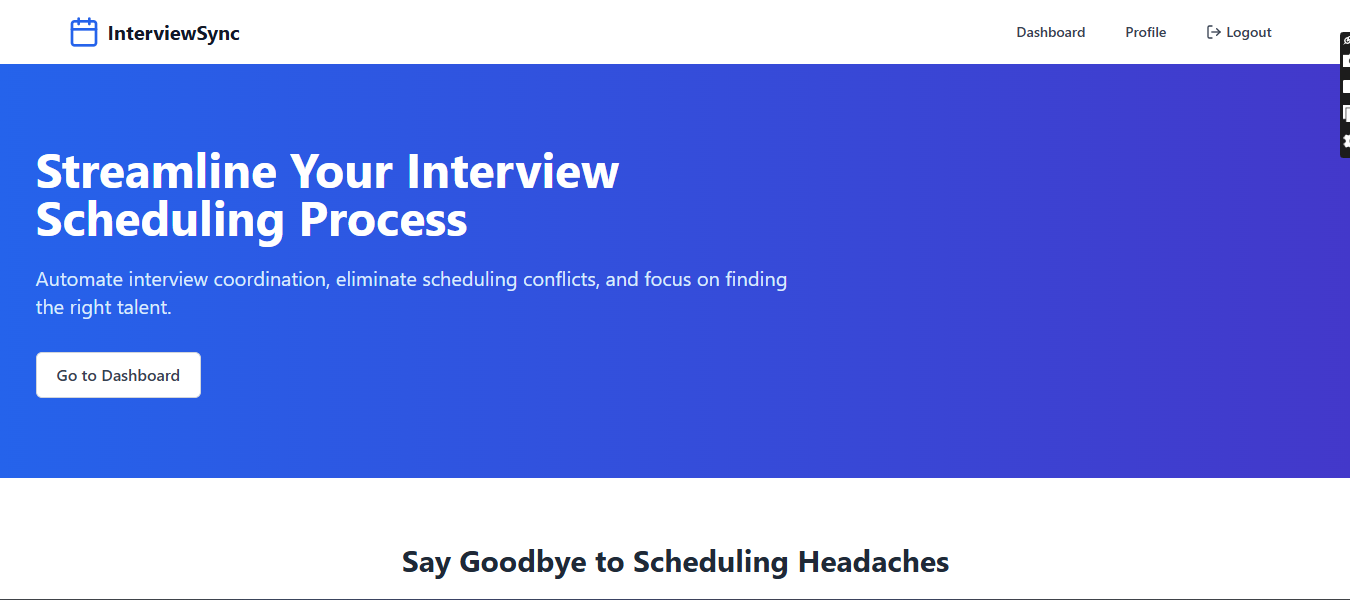 InterviewSync
Dashboard
Profile
Logout
Streamline Your Interview
Scheduling Process
Automate interview coordination, eliminate scheduling conflicts, and focus on finding
the right talent.
Go to Dashboard
Say Goodbye to Scheduling Headaches